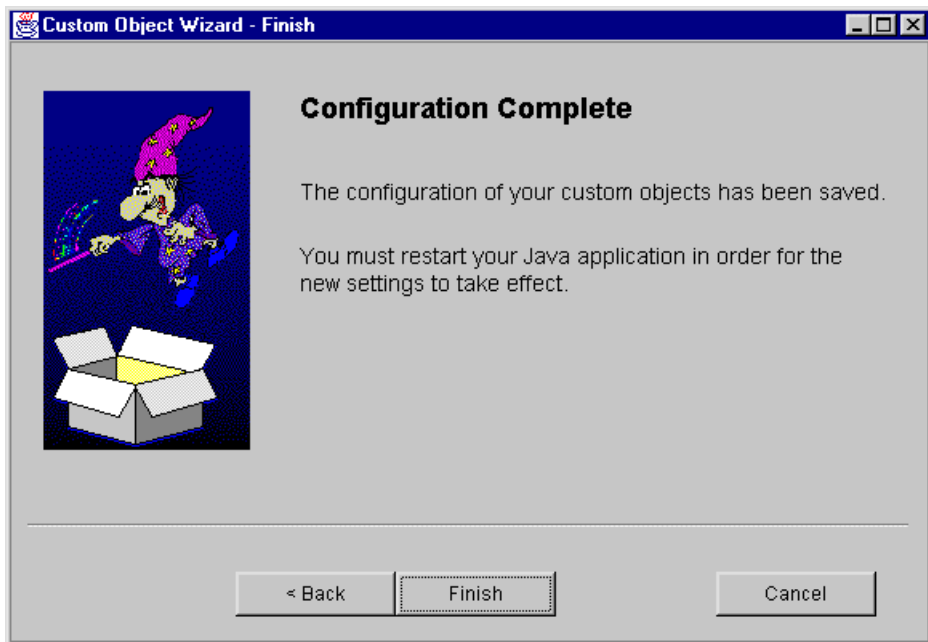 Custom Object Wizard - Finish
Configuration Complete
The configuration of your custom objects has been saved.
You must restart your Java application in order for the
new settings to take effect.
< Back
Finish
Cancel